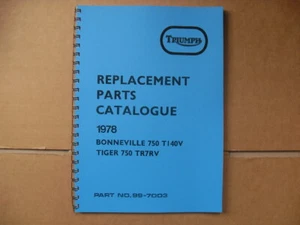 TRIUMPH
REPLACEMENT
PARTS
CATALOGUE
1978
BONNEVILLE 750 T140V
TIGER 750 TR7RV
PART NO. 99-7003